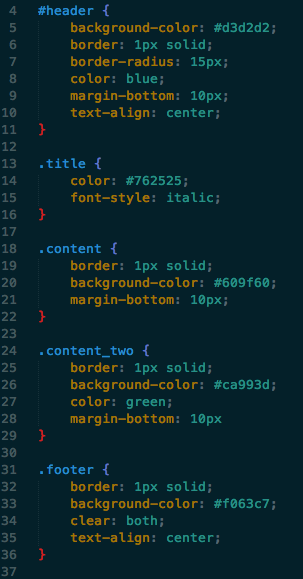 4 #header {
5 background-color: #d3d2d2;
6 border: 1px solid;
7 border-radius: 15px;
8 color: blue;
9 margin-bottom: 10px;
10 text-align: center;
11 }
12
13 .title {
14 color: #762525;
15 font-style: italic;
16 }
17
18 .content {
19 border: 1px solid;
20 background-color: #609f60;
21 margin-bottom: 10px;
22 }
23
24 .content_two {
25 border: 1px solid;
26 background-color: #ca993d;
27 color: green;
28 margin-bottom: 10px
29 }
30
31 .footer {
32 border: 1px solid;
33 background-color: #f063c7;
34 clear: both;
35 text-align: center;
36 }
37